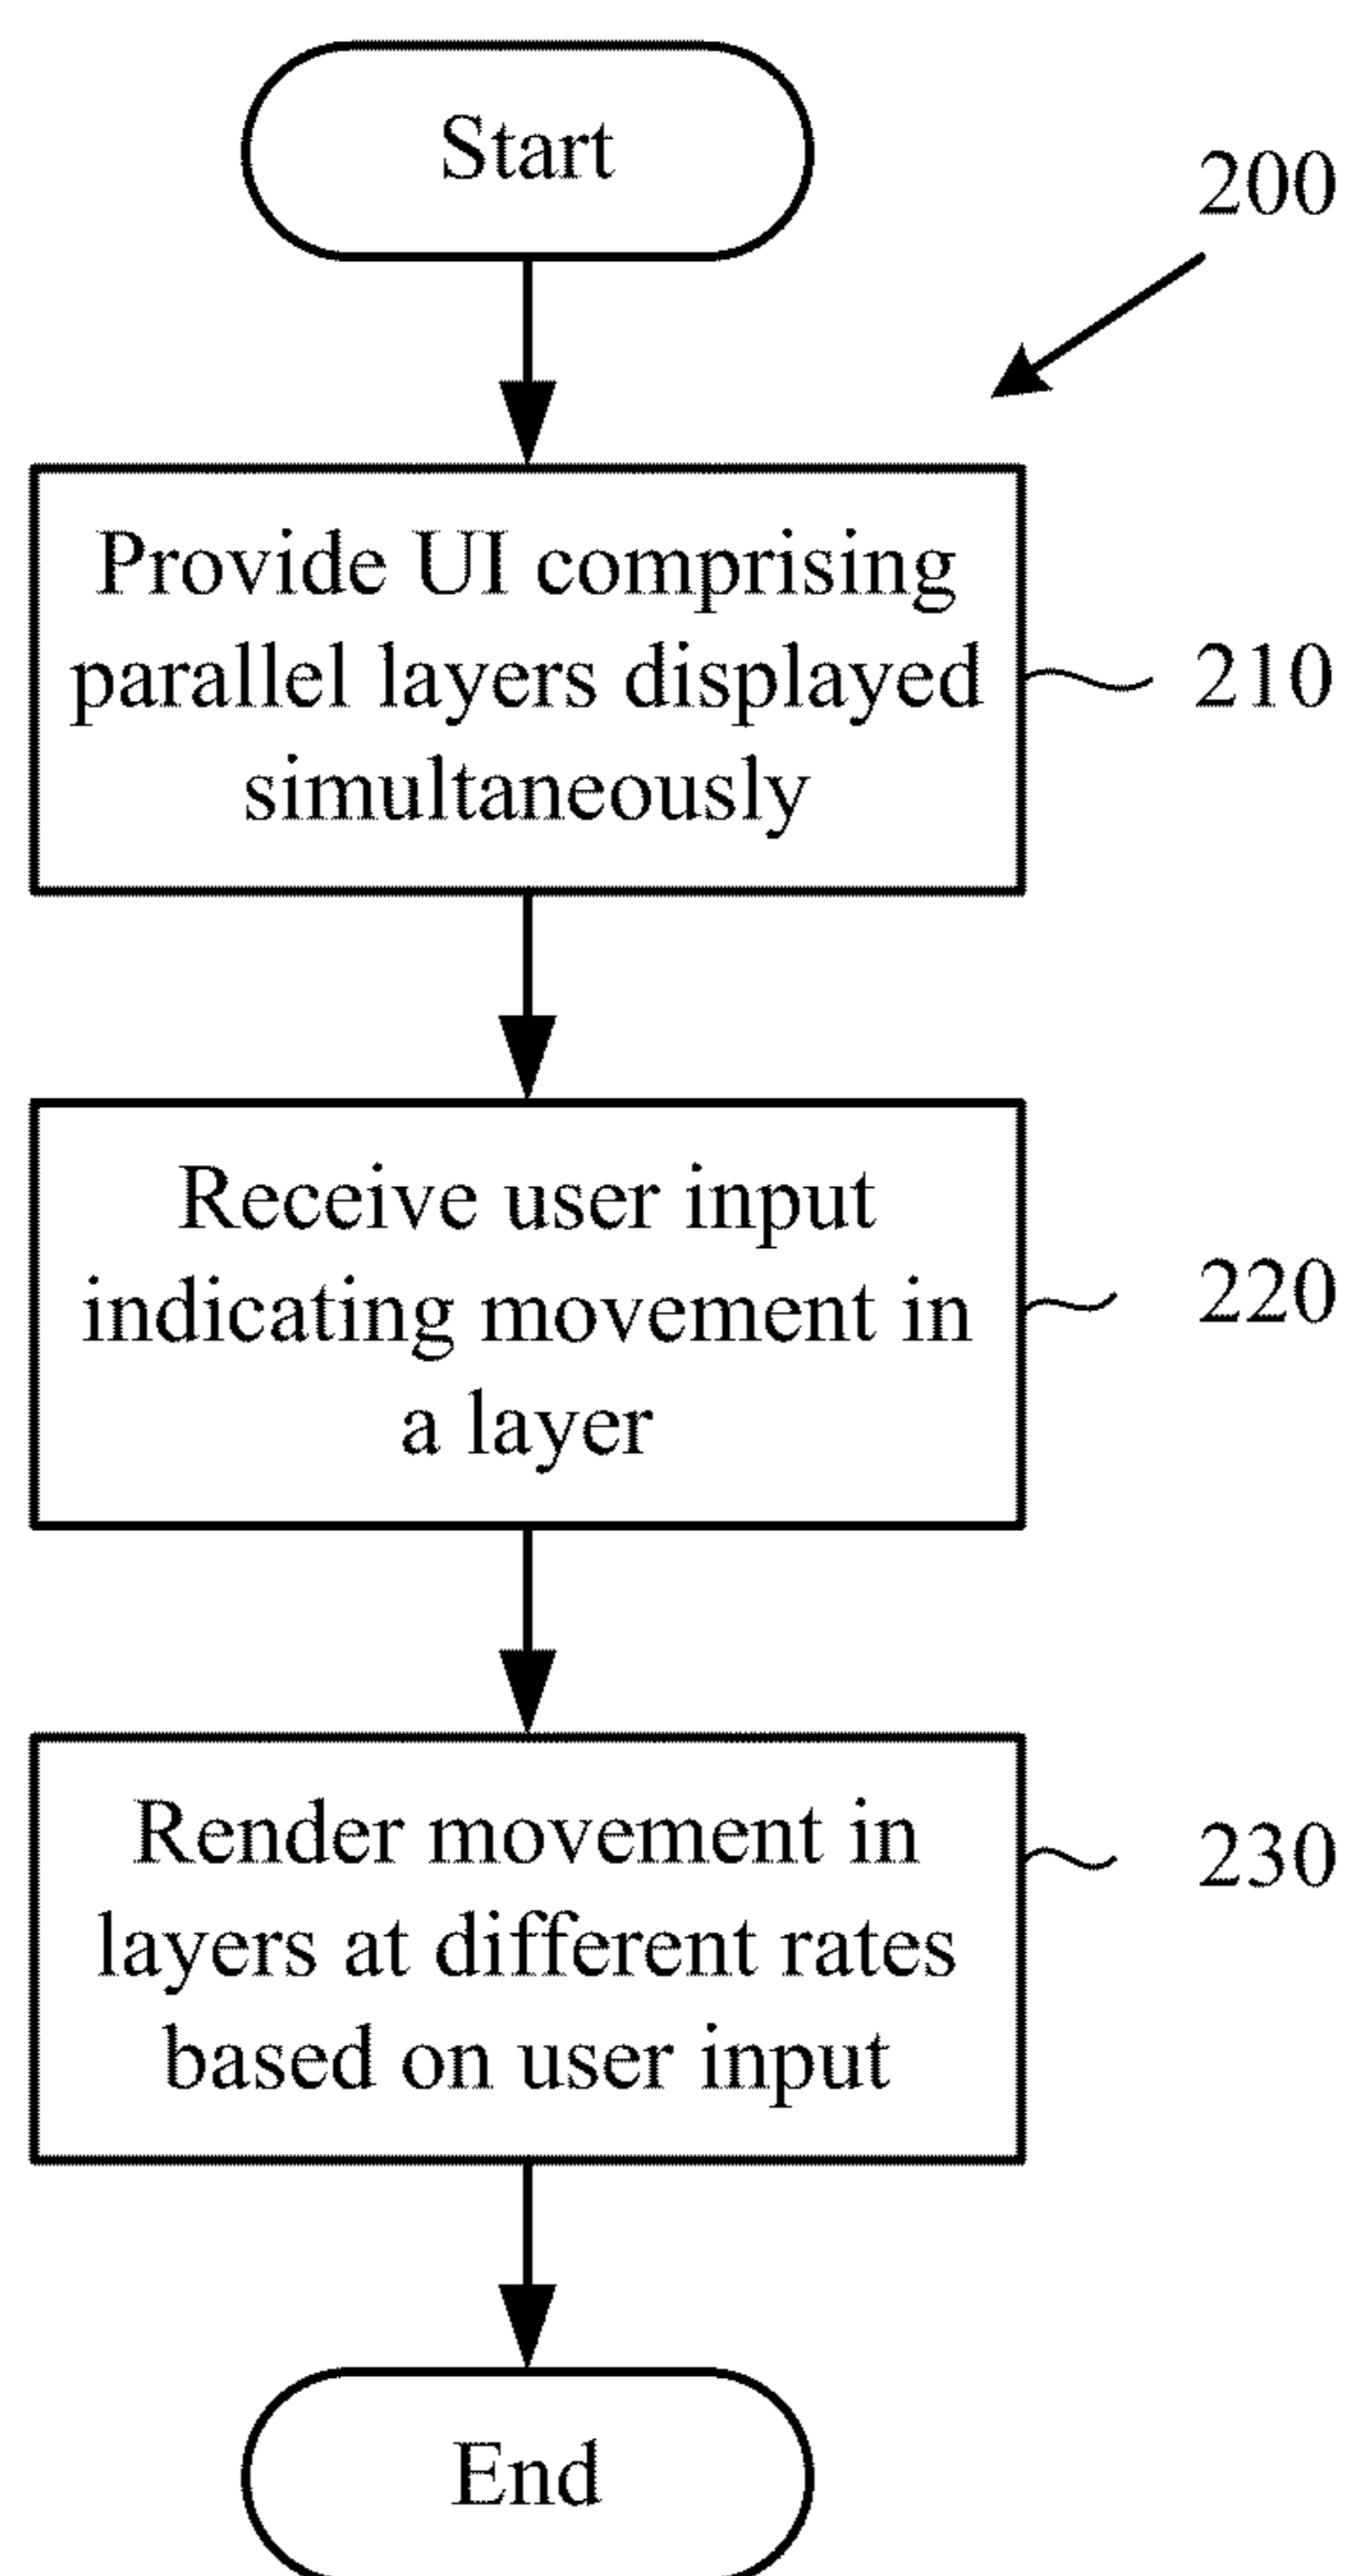 Start
200
Provide UI comprising
parallel layers displayed
simultaneously
210
Receive user input
indicating movement in
a layer
220
Render movement in
layers at different rates
based on user input
230
End